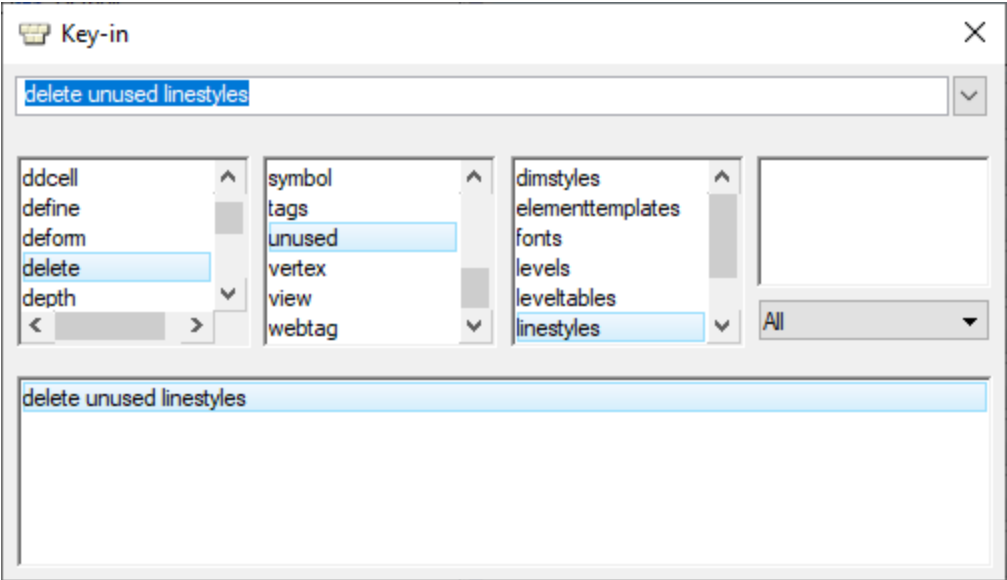 Key-in
delete unused linestyles
ddcell
define
deform
delete
depth
symbol
tags
unused
vertex
view
webtag
dimstyles
elementtemplates
fonts
levels
leveltables
linestyles
All
delete unused linestyles